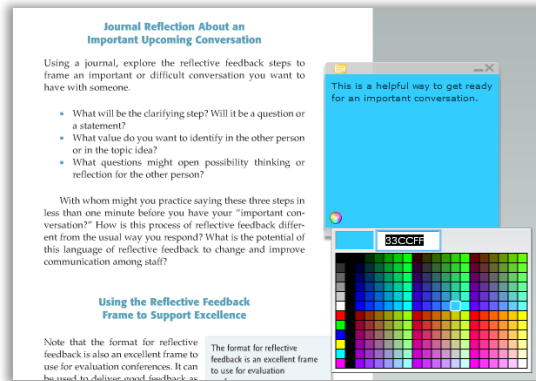 Journal Reflection About an
Important Upcoming Conversation
Using a journal, explore the reflective feedback steps to
frame an important or difficult conversation you want to
have with someone.
• What will be the clarifying step? Will it be a question or
a statement?
• What value do you want to identify in the other person
or in the topic idea?
• What questions might open possibility thinking or
reflection for the other person?
With whom might you practice saying these three steps in
less than one minute before you have your “important con-
versation?” How is this process of reflective feedback differ-
ent from the usual way you respond? What is the potential of
this language of reflective feedback to change and improve
communication among staff?
Using the Reflective Feedback
Frame to Support Excellence
Note that the format for reflective
feedback is also an excellent frame to
use for evaluation conferences. It can
be used to deliver good feedback as
The format for reflective
feedback is an excellent frame
to use for evaluation
This is a helpful way to get ready
for an important conversation.
33CCFF